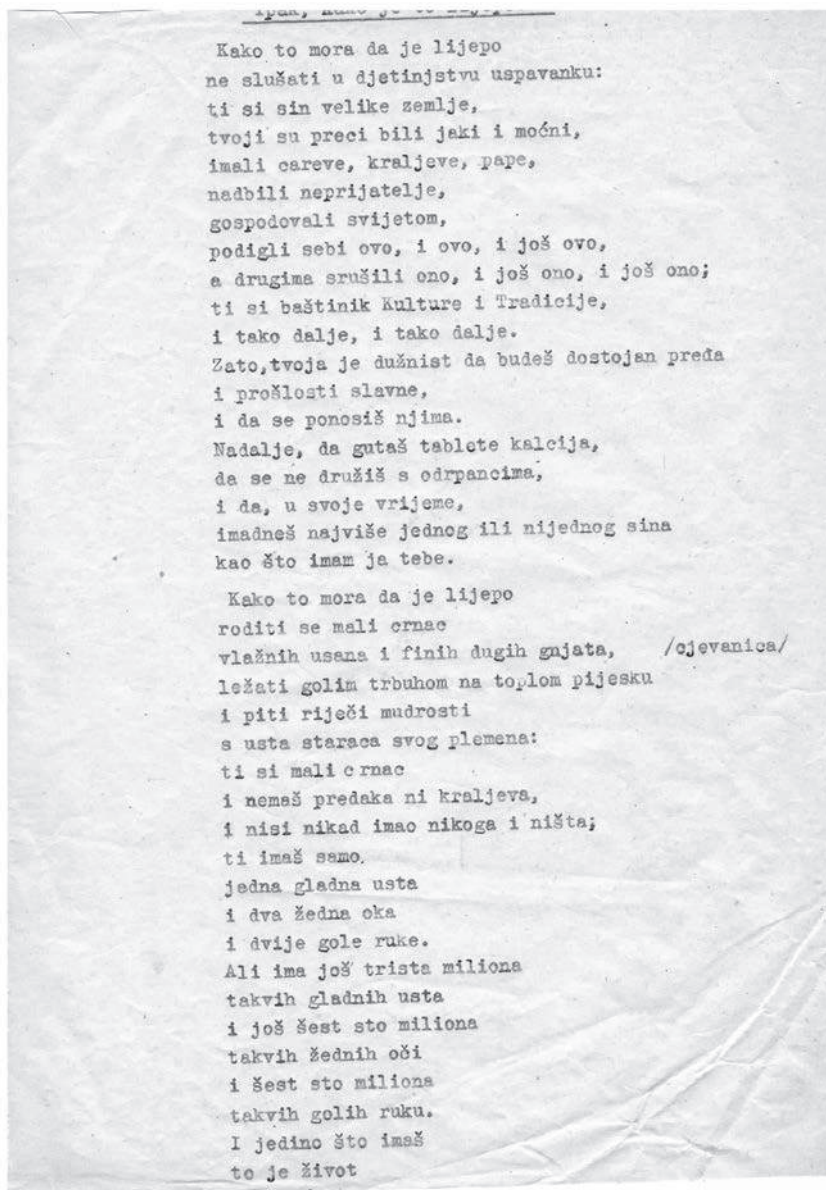 Kako to mora da je lijepo
ne slušati u djetinjstvu uspavanku:
ti si sin velike zemlje,
tvoji su preci bili jaki i moćni,
imali careve, kraljeve, pape,
nadbili neprijatelje,
gospodovali svijetom,
podigli sebi ovo, i ovo, i još ovo,
a drugima srušili ono, i još ono, i još ono;
ti si baštinik Kulture i Tradicije,
i tako dalje, i tako dalje.
Zato,tvoja je dužnist da budeš dostojan pređa
i prošlosti slavne,
i da se ponosiš njima.
Nadalje, da gutaš tablete kalcija,
da se ne družiš s odrpancima,
i da, u svoje vrijeme,
imadneš najviše jednog ili nijednog sina
kao što imam ja tebe.
Kako to mora da je lijepo
roditi se mali crnac
vlažnih usana i finih dugih gnjata, /cjevanica/
ležati golim trbuhom na toplom pijesku
i piti riječi mudrosti
s usta staraca svog plemena:
ti si mali crnac
i nemaš predaka ni kraljeva,
i nisi nikad imao nikoga i ništa;
ti imaš samo.
jedna gladna usta
i dva žedna oka
i dvije gole ruke.
Ali ima još trista miliona
takvih gladnih usta
i još šest sto miliona
takvih žednih oči
i šest sto miliona
takvih golih ruku.
I jedino što imaš
to je život